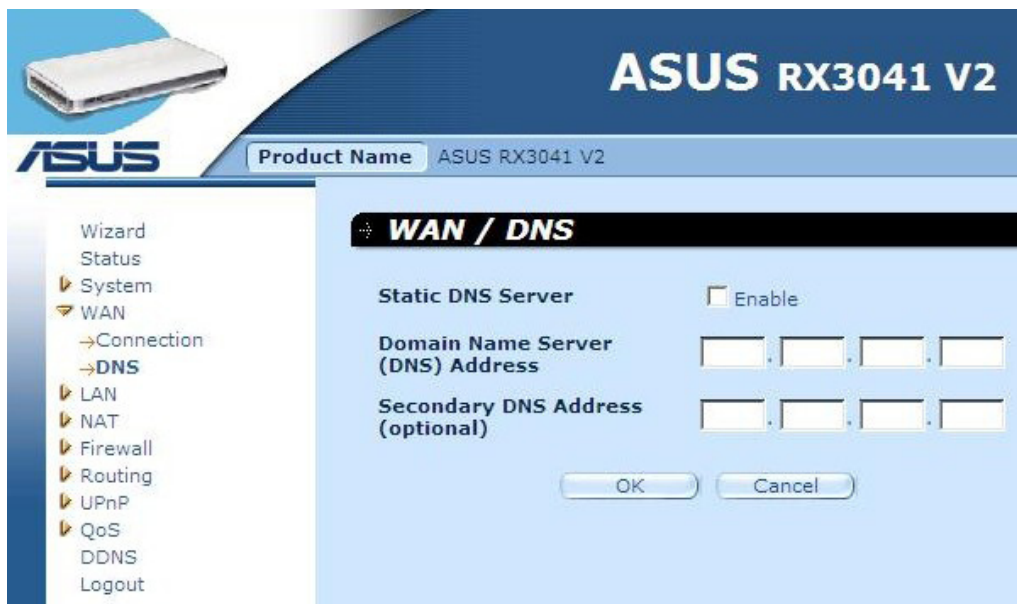 ASUS RX3041 V2
ASUS
Product Name ASUS RX3041 V2
Wizard
Status
System
WAN
→Connection
→DNS
LAN
NAT
Firewall
Routing
UPnP
QoS
DDNS
Logout
WAN / DNS
Static DNS Server Enable
Domain Name Server
(DNS) Address . . .
Secondary DNS Address
(optional) . . .
OK Cancel